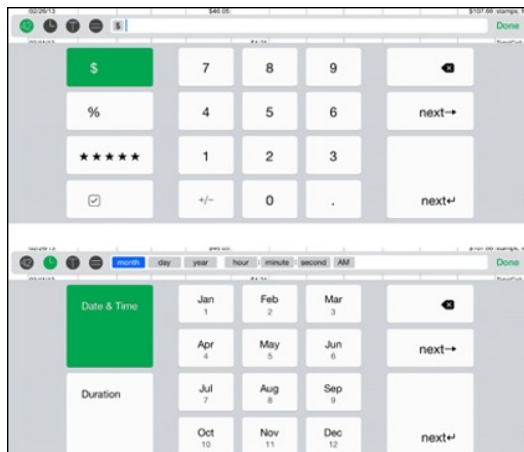 02/26/13 $46.05 $107.66 stamps, f
42 T = $ Done
$ 7 8 9
% 4 5 6 next→
★★★★★ 1 2 3
+/− 0 . next↵
42 T = month day year hour : minute : second AM Done
Date & Time Jan Feb Mar
1 2 3
Apr May Jun next→
4 5 6
Duration Jul Aug Sep
7 8 9
Oct Nov Dec next↵
10 11 12